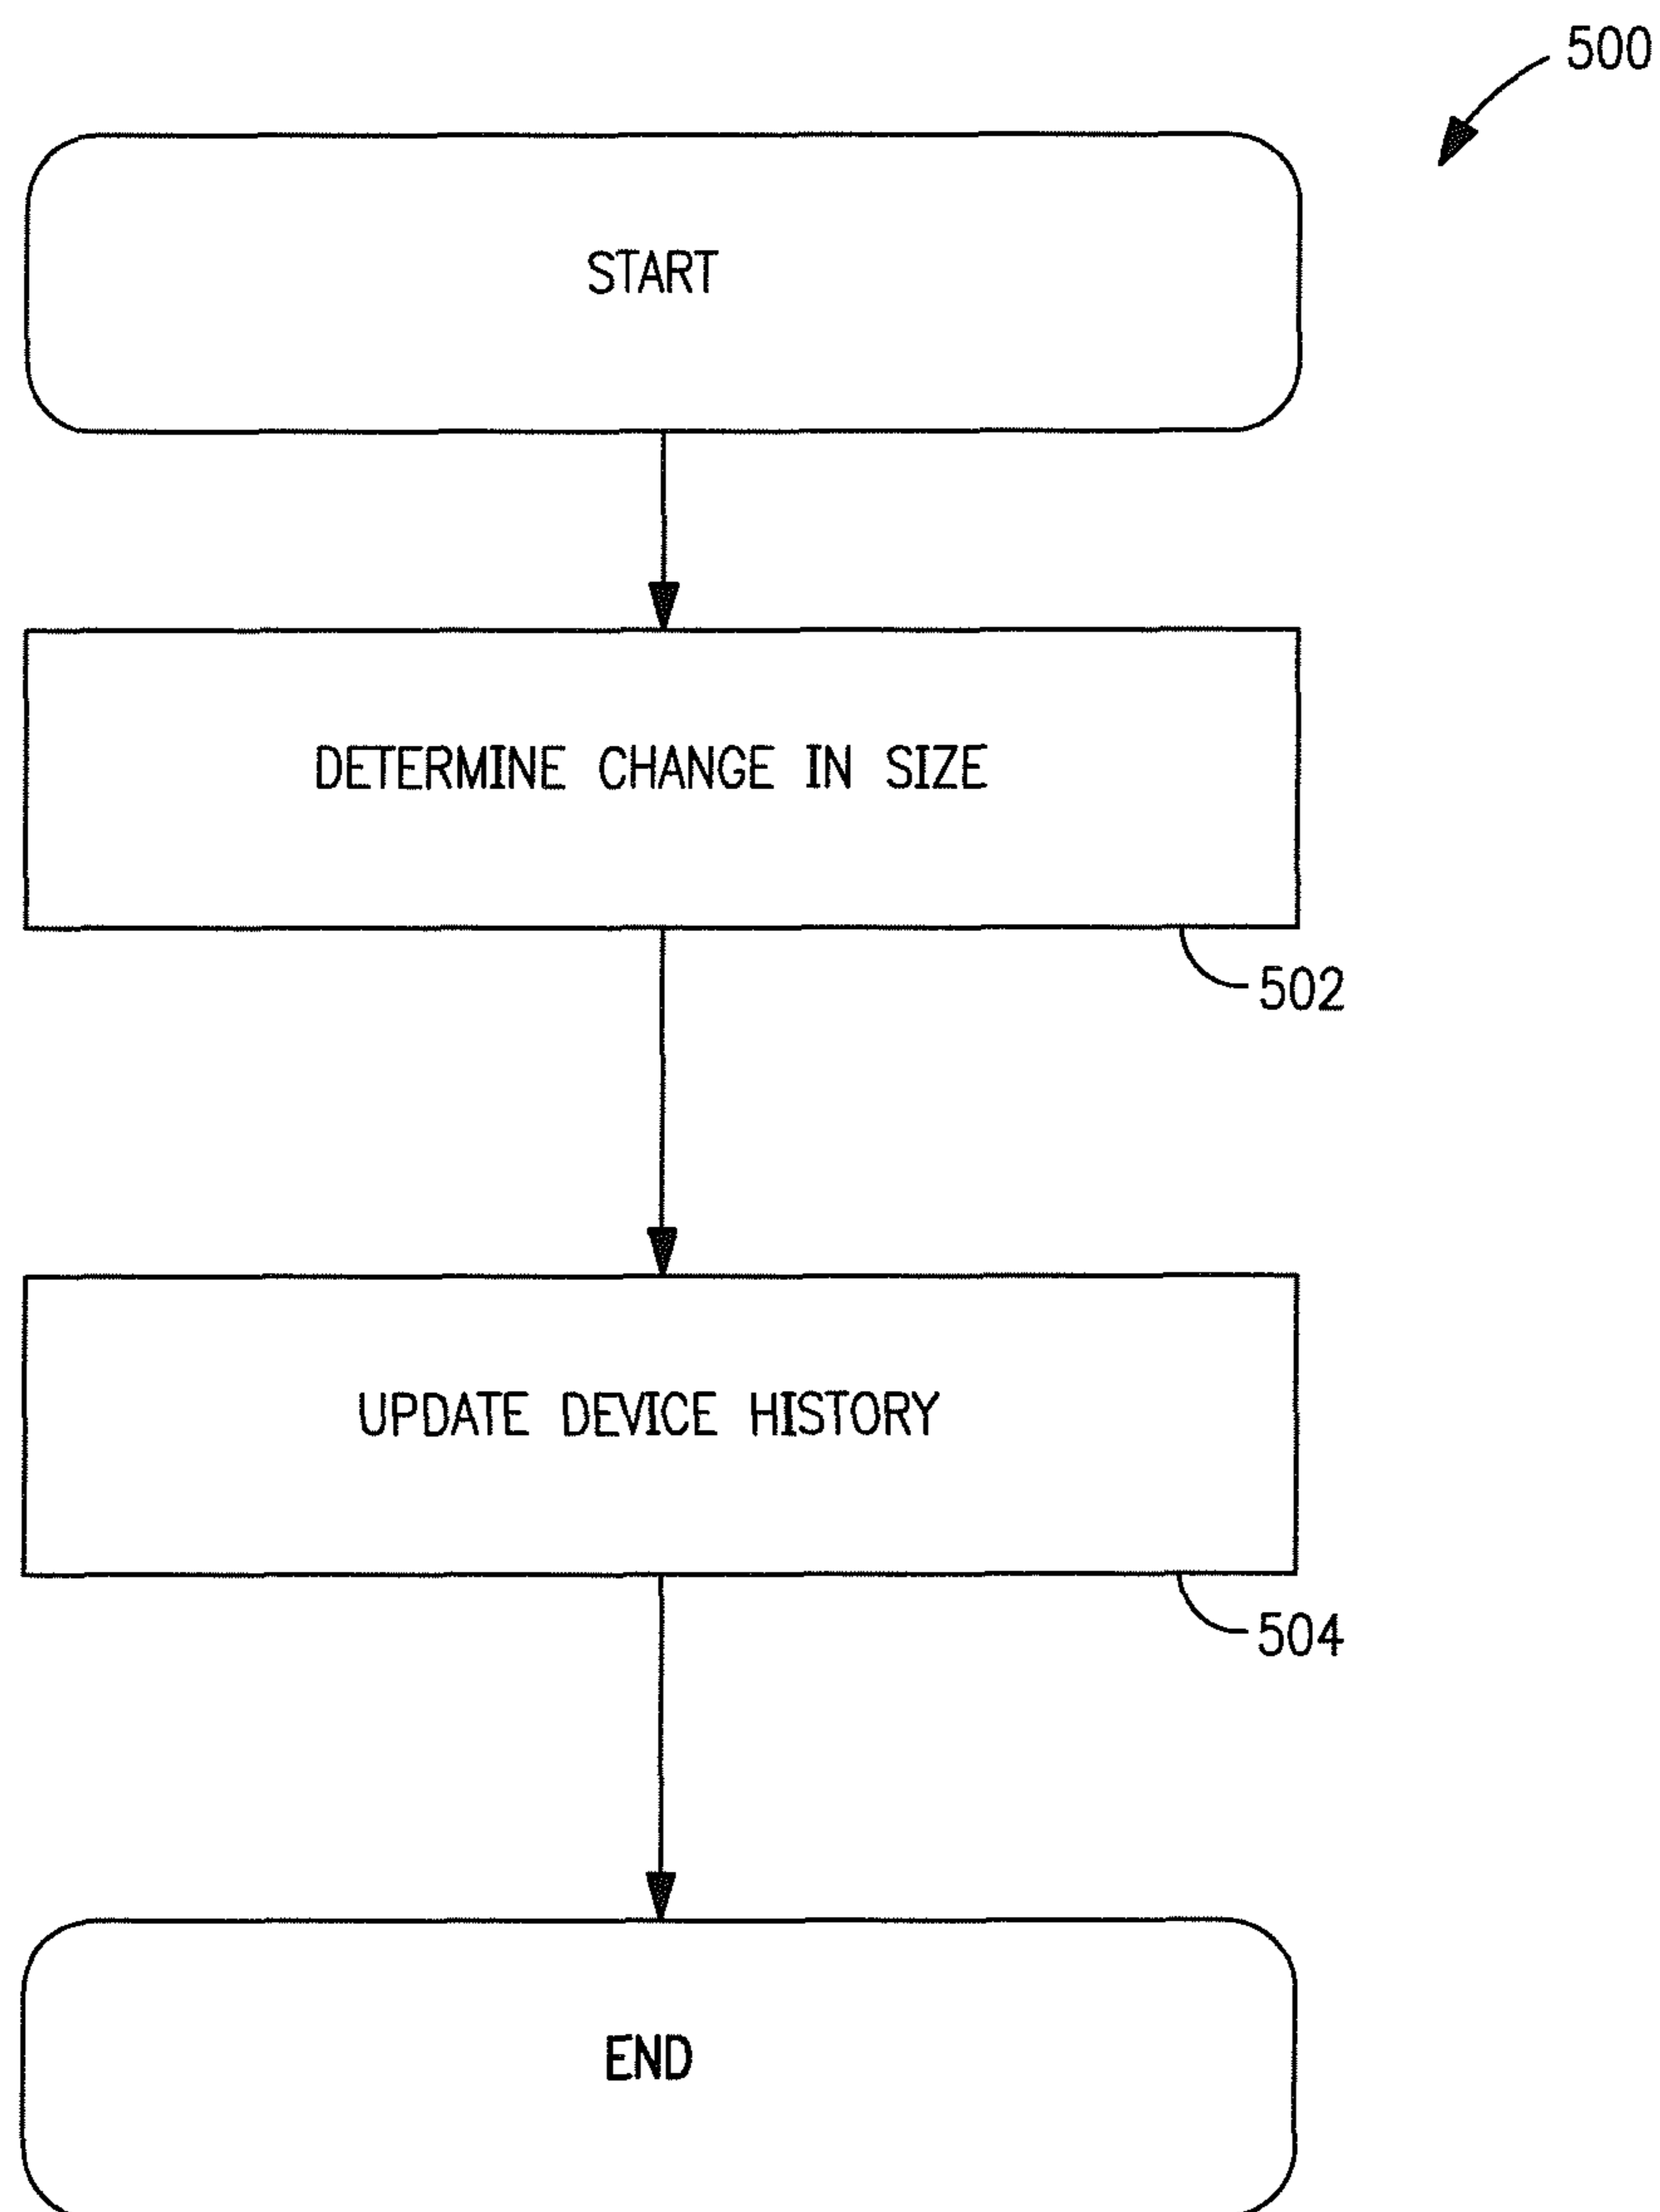 500
START
DETERMINE CHANGE IN SIZE
502
UPDATE DEVICE HISTORY
504
END